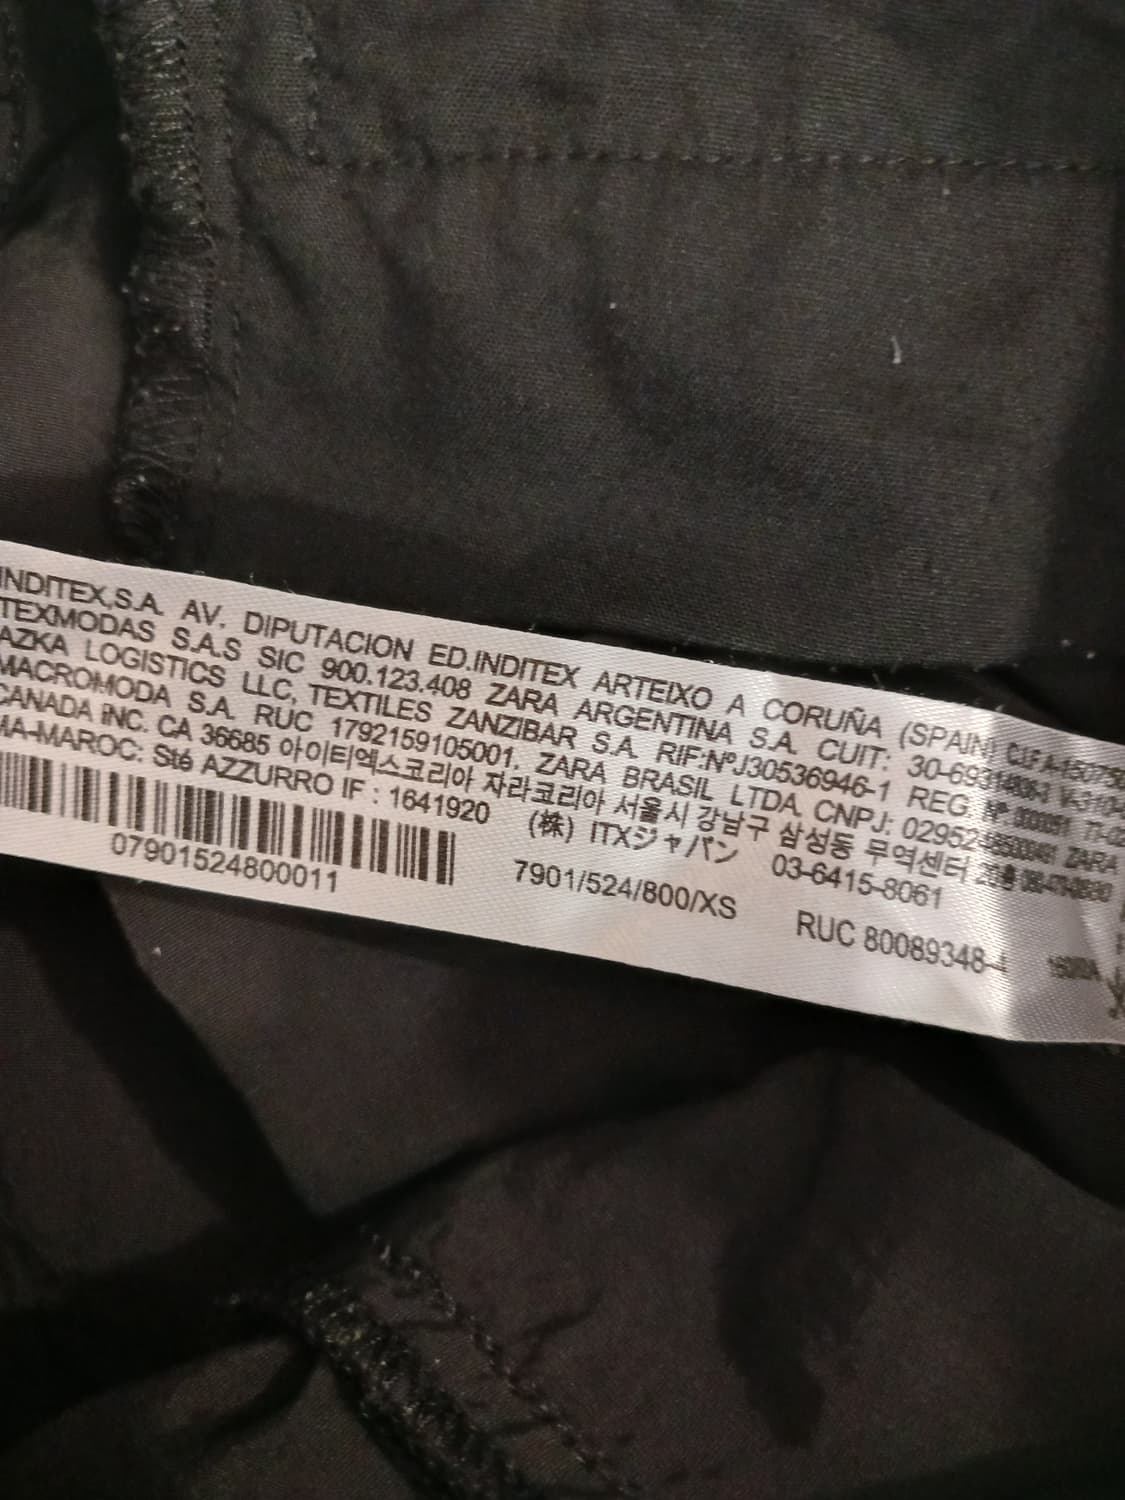 INDITEX,S.A. AV. DIPUTACION ED.INDITEX ARTEIXO A CORUÑA (SPAIN) C.I.F.
TEXMODAS S.A.S SIC 900.123.408 ZARA ARGENTINA S.A. CUIT:
AZKA LOGISTICS LLC, TEXTILES ZANZIBAR S.A. RIF:NºJ30536946-1 REG.
MACROMODA S.A. RUC 1792159105001. ZARA BRASIL LTDA, CNPJ: ZARA
CANADA INC. CA 36685 아이티엑스코리아 자라코리아 서울시 강남구 삼성동 무역센터
MA-MAROC: Sté AZZURRO IF : 1641920 (株) ITXジャパン 03-6415-8061
07901524800011 7901/524/800/XS RUC